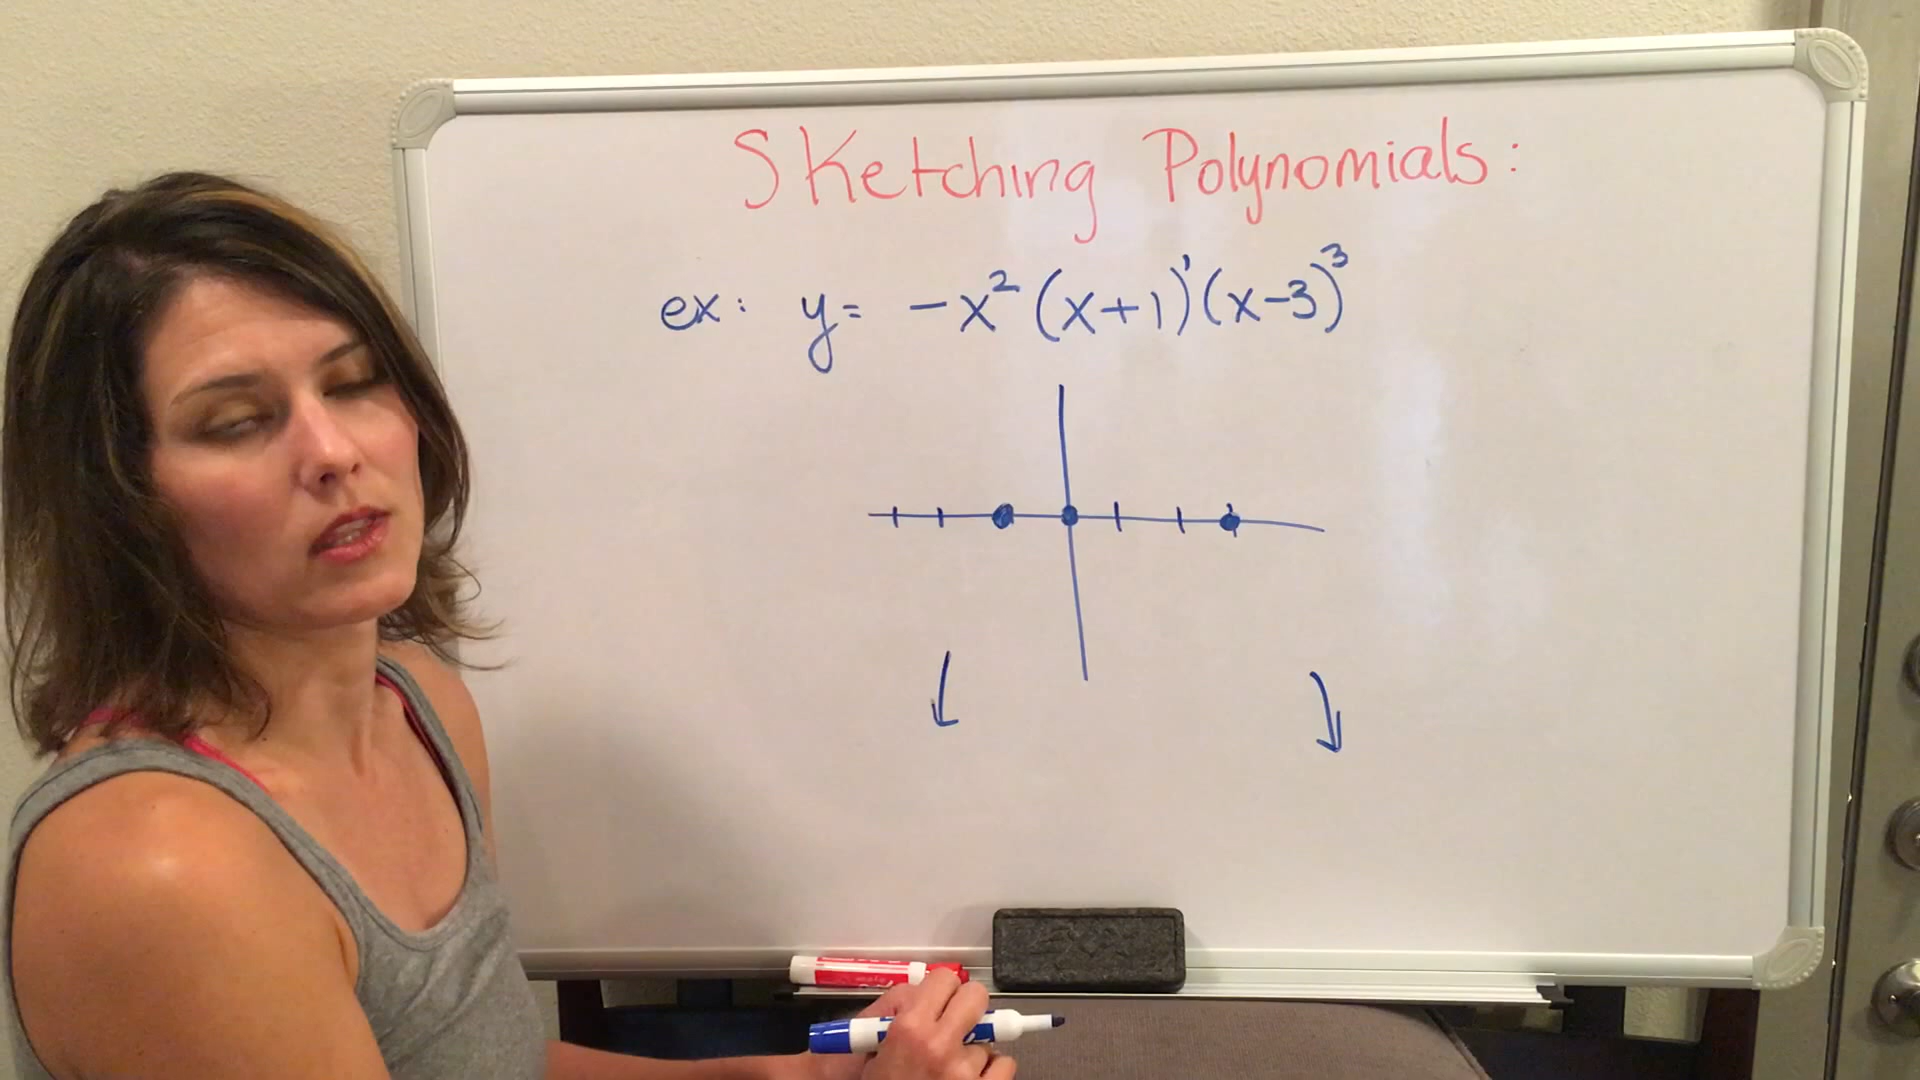 Sketching Polynomials:
ex: y= -x²(x+1)¹(x-3)³